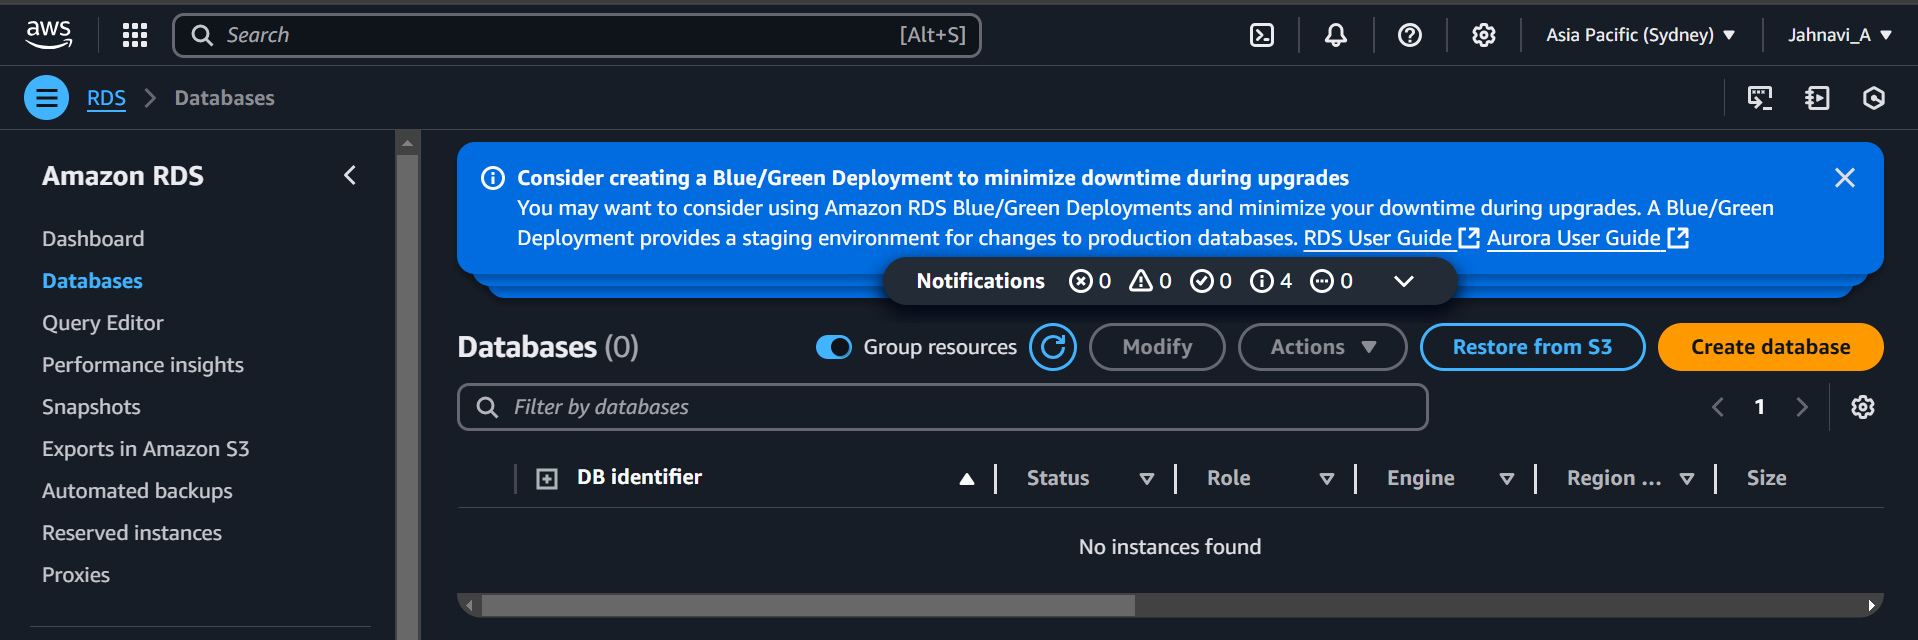 aws
Search
[Alt+S]
Asia Pacific (Sydney)
Jahnavi_A
RDS
Databases
Amazon RDS
Dashboard
Databases
Query Editor
Performance insights
Snapshots
Exports in Amazon S3
Automated backups
Reserved instances
Proxies
Consider creating a Blue/Green Deployment to minimize downtime during upgrades
You may want to consider using Amazon RDS Blue/Green Deployments and minimize your downtime during upgrades. A Blue/Green
Deployment provides a staging environment for changes to production databases. RDS User Guide Aurora User Guide
Notifications 0 0 0 4 0
Databases (0)
Group resources
Modify
Actions
Restore from S3
Create database
Filter by databases
1
DB identifier
Status
Role
Engine
Region ...
Size
No instances found